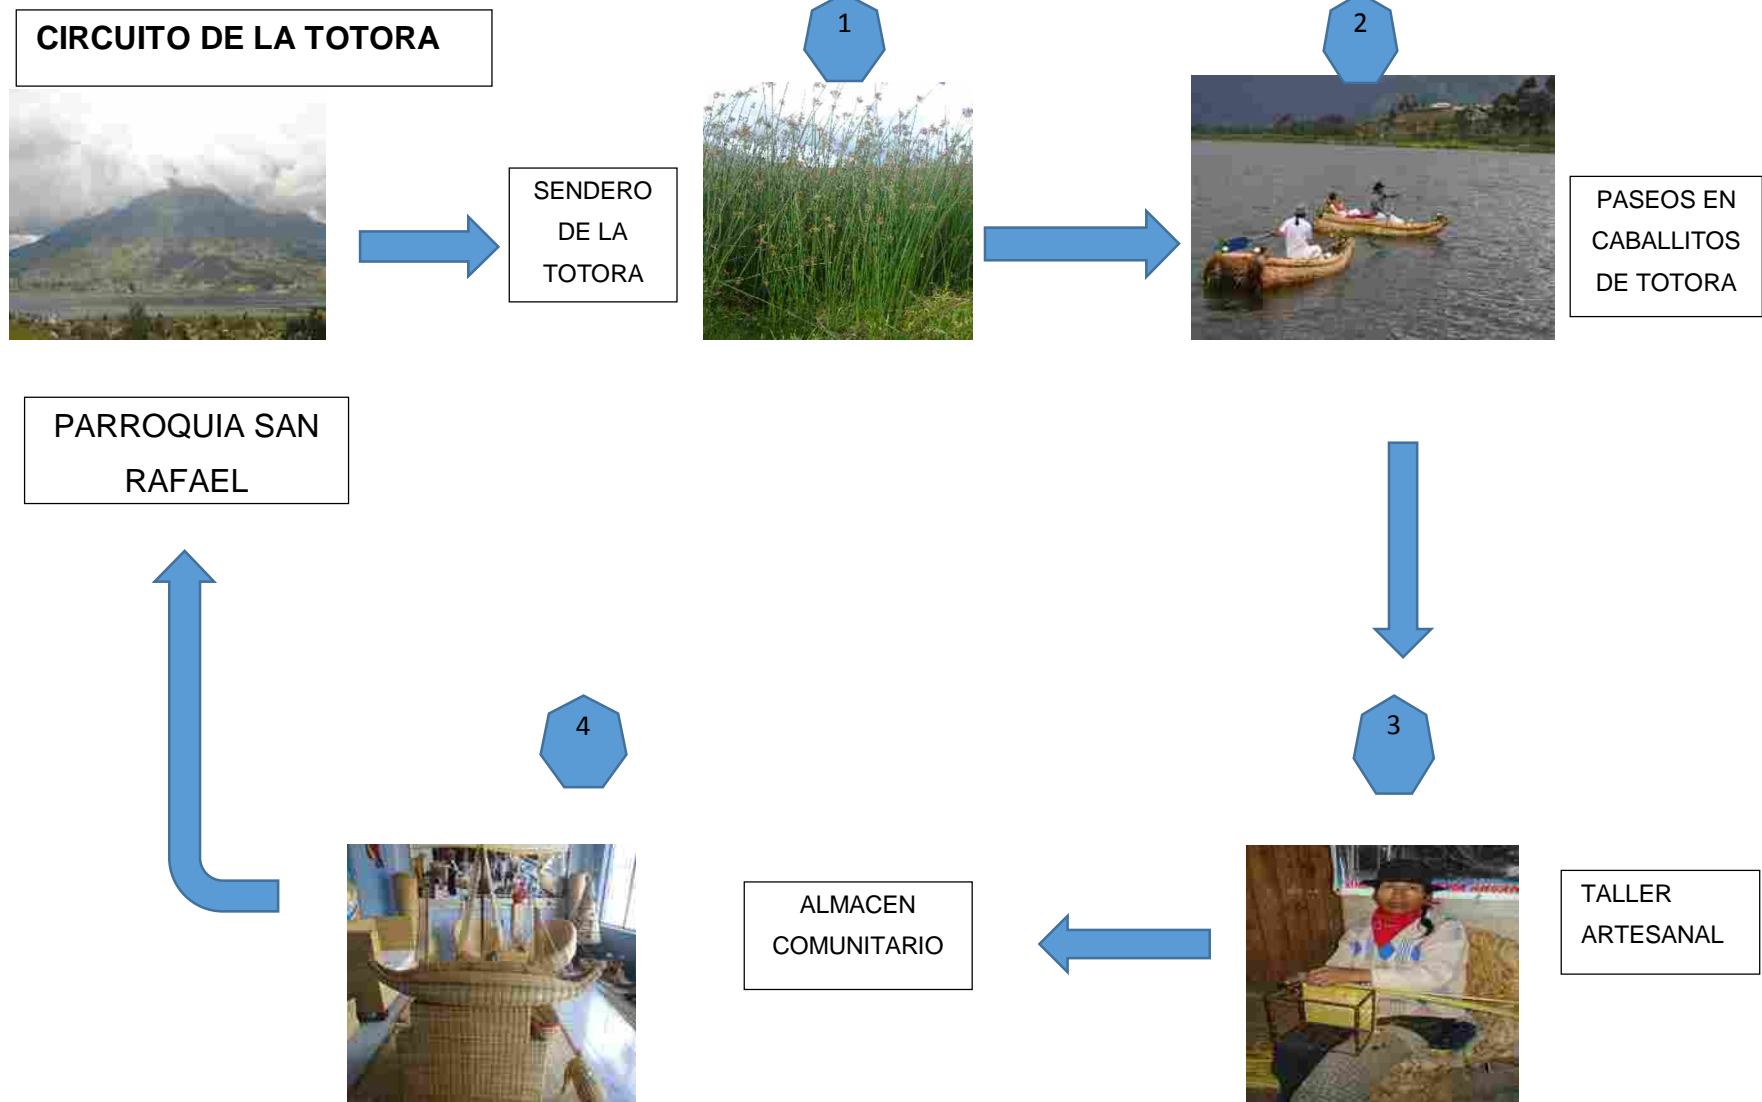 CIRCUITO DE LA TOTORA
1
2
SENDERO
DE LA
TOTORA
PASEOS EN
CABALLITOS
DE TOTORA
PARROQUIA SAN
RAFAEL
4
3
ALMACEN
COMUNITARIO
TALLER
ARTESANAL